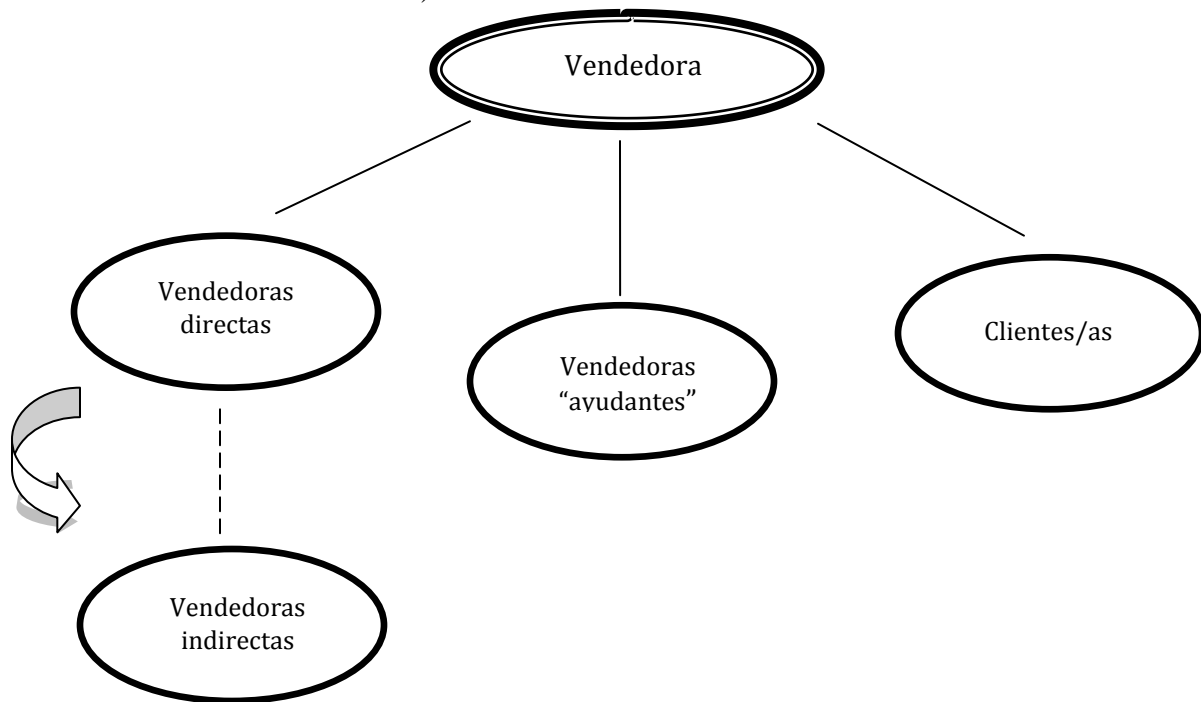 Vendedora
Vendedoras
directas
Vendedoras
“ayudantes”
Clientes/as
Vendedoras
indirectas